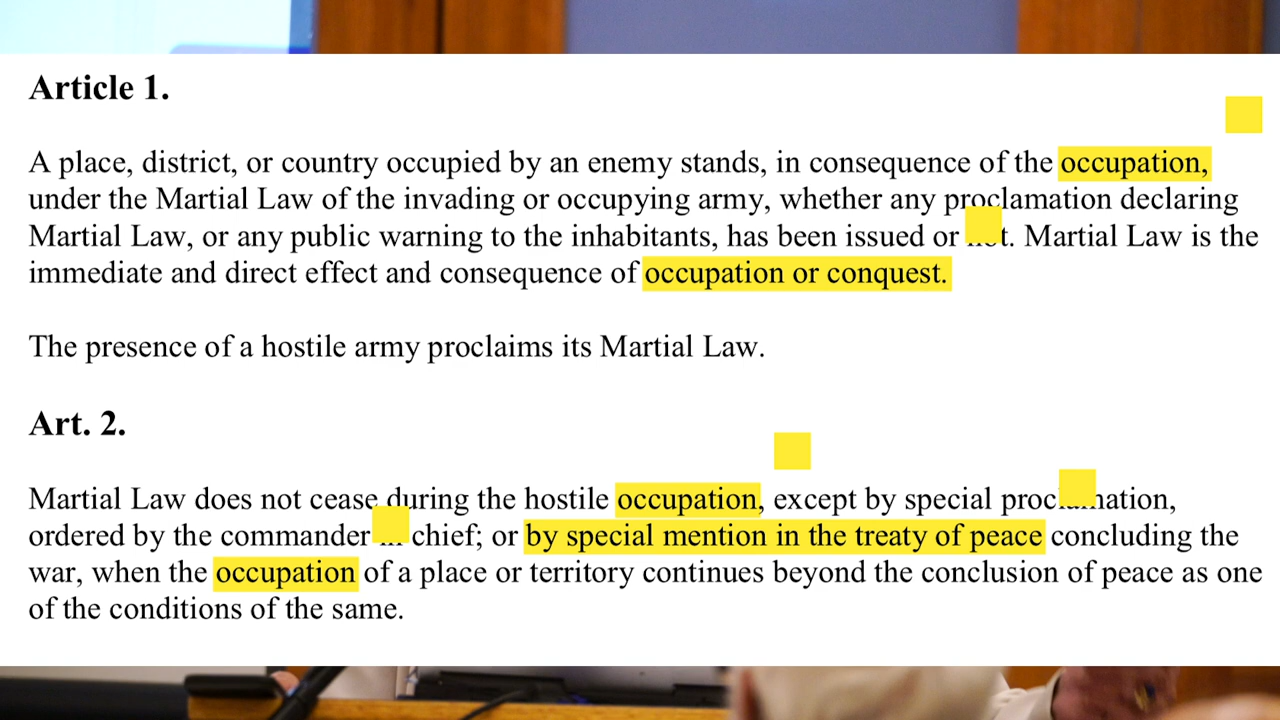 Article 1.
A place, district, or country occupied by an enemy stands, in consequence of the occupation,
under the Martial Law of the invading or occupying army, whether any proclamation declaring
Martial Law, or any public warning to the inhabitants, has been issued or not. Martial Law is the
immediate and direct effect and consequence of occupation or conquest.
The presence of a hostile army proclaims its Martial Law.
Art. 2.
Martial Law does not cease during the hostile occupation, except by special proclamation,
ordered by the commander in chief; or by special mention in the treaty of peace concluding the
war, when the occupation of a place or territory continues beyond the conclusion of peace as one
of the conditions of the same.